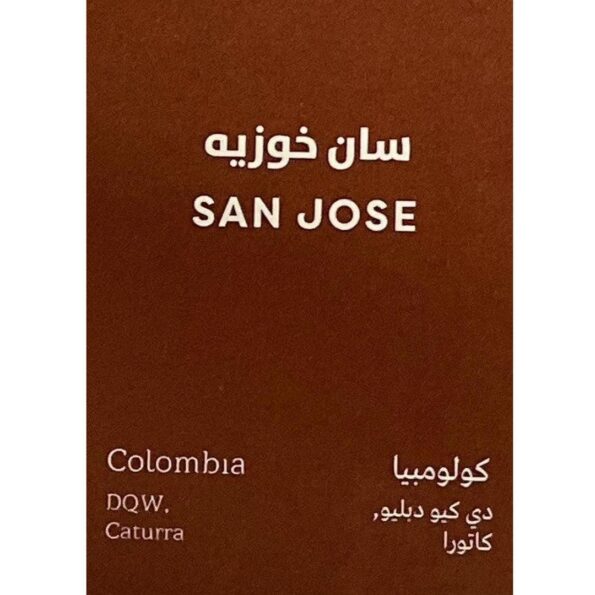 سان خوزيه
SAN JOSE
Colombia
DQW.
Caturra
كولومبيا
دي كيو دبليو,
كاتورا